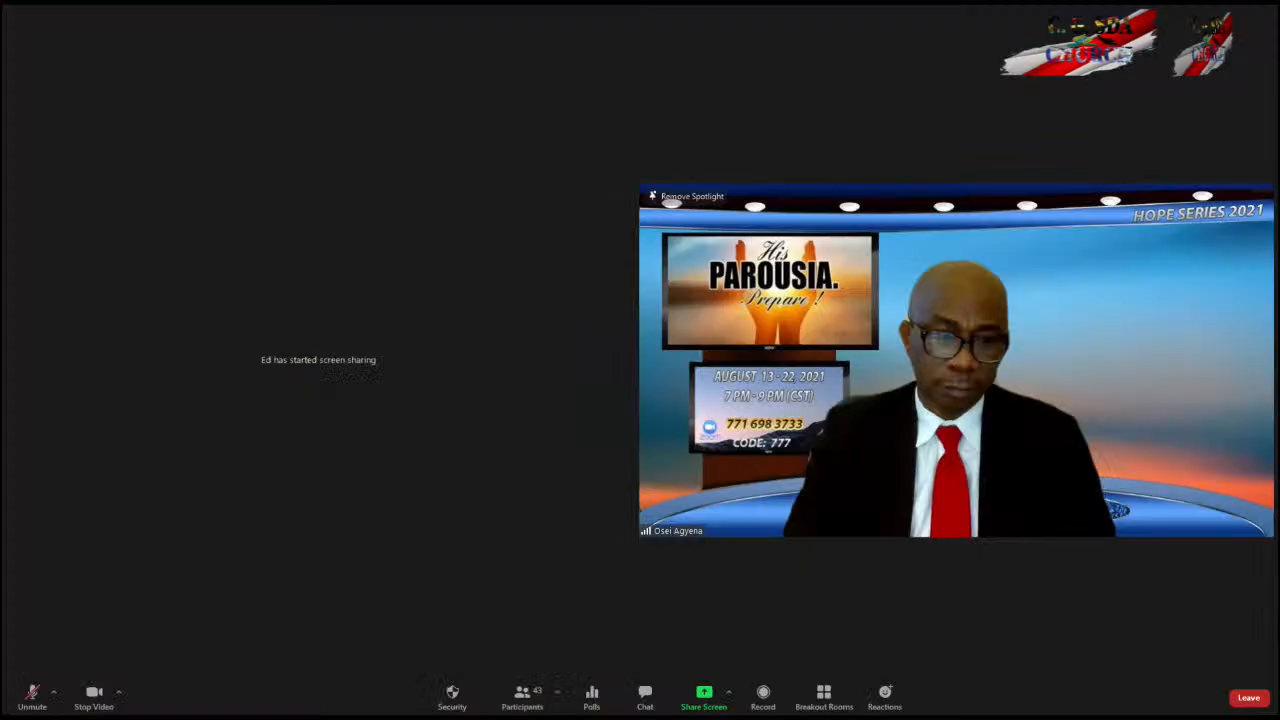 SDA
CHURCH
Remove Spotlight
HOPE SERIES 2021
His
PAROUSIA.
Prepare !
AUGUST 13 - 22, 2021
7 PM - 9 PM (CST)
771 698 3733
CODE: 777
Osei Agyena
Ed has started screen sharing
Unmute
Stop Video
Security
Participants
43
Polls
Chat
Share Screen
Record
Breakout Rooms
Reactions
Leave